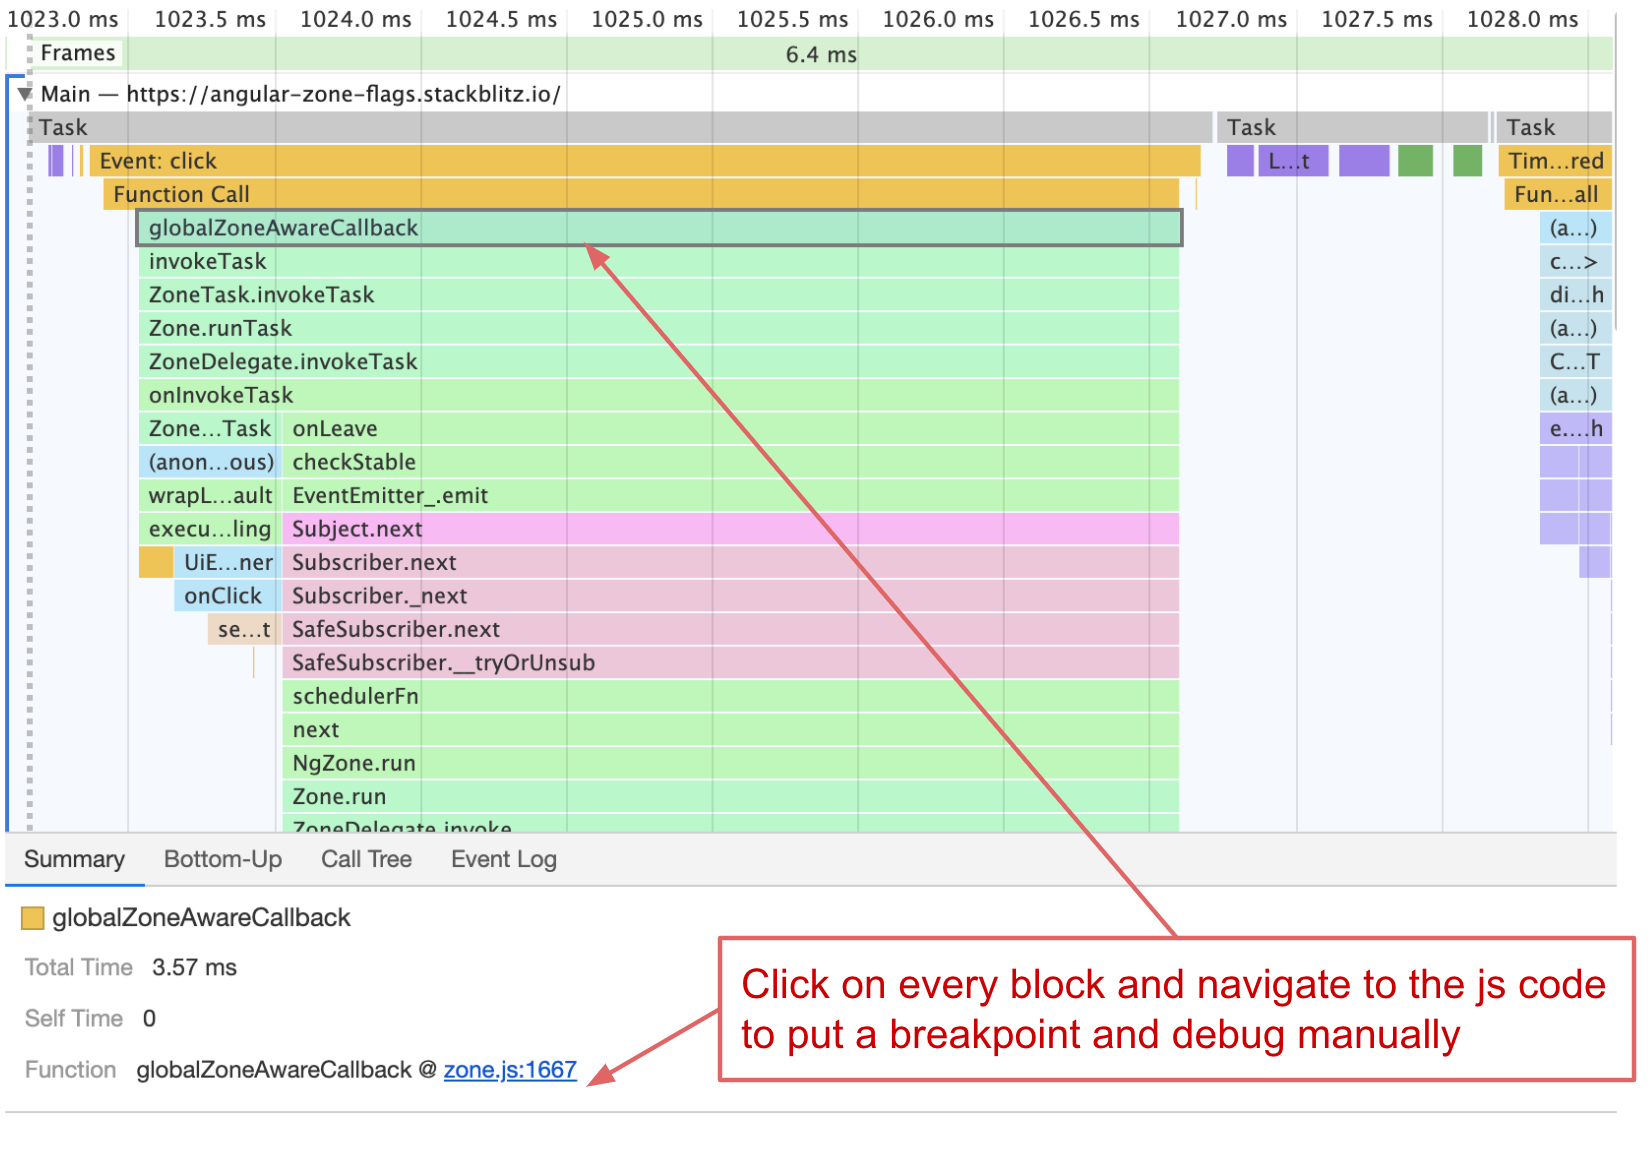 1023.0 ms 1023.5 ms 1024.0 ms 1024.5 ms 1025.0 ms 1025.5 ms 1026.0 ms 1026.5 ms 1027.0 ms 1027.5 ms 1028.0 ms
Frames 6.4 ms
Main — https://angular-zone-flags.stackblitz.io/
Task Task Task
Event: click L...t Tim...red
Function Call Fun...all
globalZoneAwareCallback (a...)
invokeTask c...>
ZoneTask.invokeTask di...h
Zone.runTask (a...)
ZoneDelegate.invokeTask C...T
onInvokeTask (a...)
Zone...Task onLeave e....h
(anon...ous) checkStable
wrapL...ault EventEmitter_.emit
execu...ling Subject.next
UiE...ner Subscriber.next
onClick Subscriber._next
se...t SafeSubscriber.next
SafeSubscriber.__tryOrUnsub
schedulerFn
next
NgZone.run
Zone.run
ZoneDelegate.invoke
Summary Bottom-Up Call Tree Event Log
globalZoneAwareCallback
Total Time 3.57 ms
Self Time 0
Function globalZoneAwareCallback @ zone.js:1667
Click on every block and navigate to the js code
to put a breakpoint and debug manually